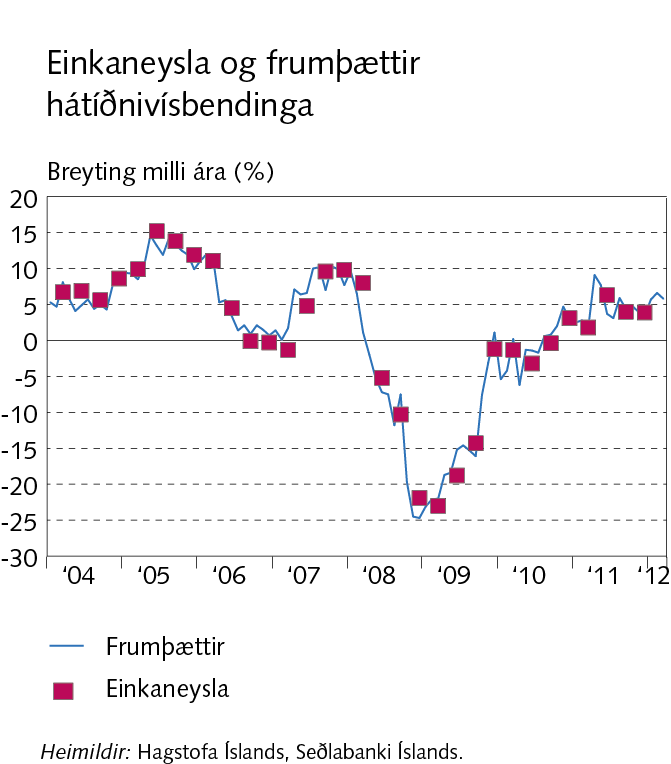 Einkaneysla og frumþættir
hátíðnivísbendinga
Breyting milli ára (%)
20
15
10
5
0
-5
-10
-15
-20
-25
-30
‘04 ‘05 ‘06 ‘07 ‘08 ‘09 ‘10 ‘11 ‘12
Frumþættir
Einkaneysla
Heimildir: Hagstofa Íslands, Seðlabanki Íslands.